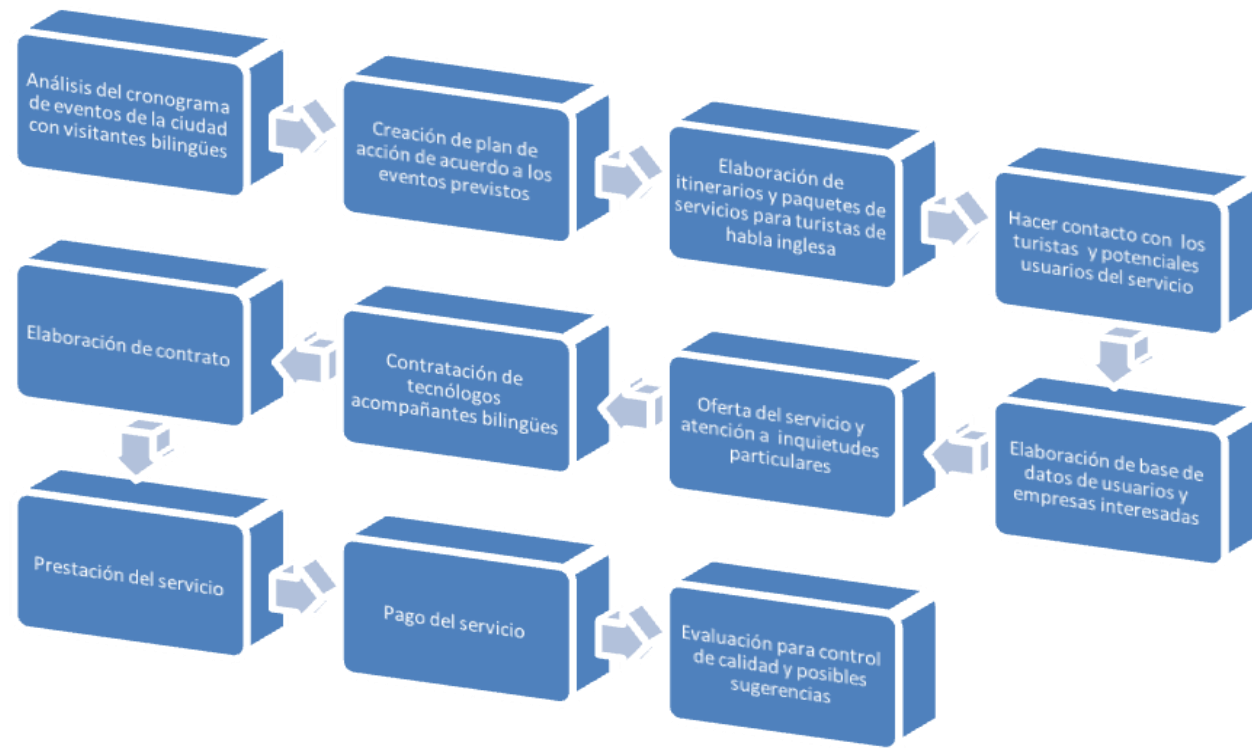 Análisis del cronograma
de eventos de la ciudad
con visitantes bilingües
Creación de plan de
acción de acuerdo a los
eventos previstos
Elaboración de
itinerarios y paquetes de
servicios para turistas de
habla inglesa
Hacer contacto con los
turistas y potenciales
usuarios del servicio
Elaboración de base de
datos de usuarios y
empresas interesadas
Oferta del servicio y
atención a inquietudes
particulares
Contratación de
tecnólogos
acompañantes bilingües
Elaboración de contrato
Prestación del servicio
Pago del servicio
Evaluación para control
de calidad y posibles
sugerencias